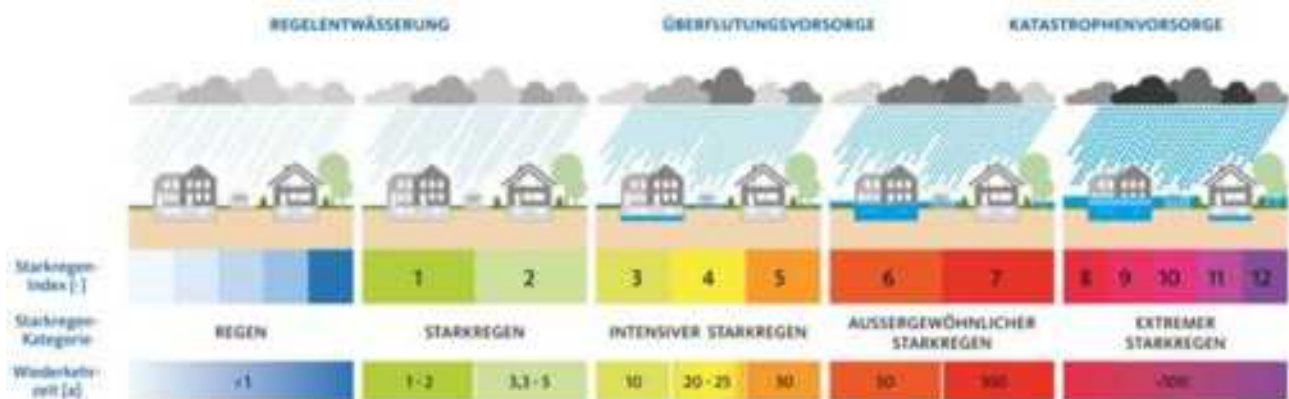 REGELENTWÄSSERUNG
ÜBERFLUTUNGSVORSORGE
KATASTROPHENVORSORGE
Starkregen-
Index [-]
1 2 3 4 5 6 7 8 9 10 11 12
Starkregen-
Kategorie
REGEN
STARKREGEN
INTENSIVER STARKREGEN
AUSSERGEWÖHNLICHER
STARKREGEN
EXTREMER
STARKREGEN
Wiederkehr-
zeit [a]
1 - 2 3,3 - 5 10 20 - 25 30 50 100 >100